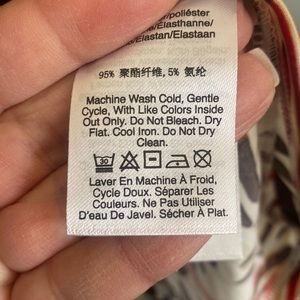 /poliéster
e/Elasthanne/
e/Elastan/Elastaan
95% 聚酯纤维, 5% 氨纶
Machine Wash Cold, Gentle
Cycle, With Like Colors Inside
Out Only. Do Not Bleach. Dry
Flat. Cool Iron. Do Not Dry
Clean.
30
Laver En Machine À Froid,
Cycle Doux. Séparer Les
Couleurs. Ne Pas Utiliser
D'Eau De Javel. Sécher À Plat.